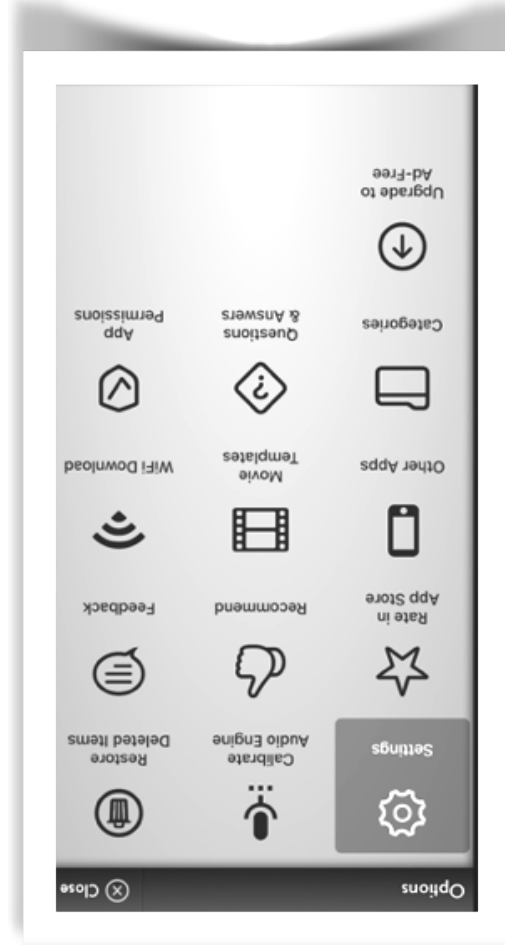 Options
Close
Settings
Calibrate
Audio Engine
Restore
Deleted Items
Rate in
App Store
Recommend
Feedback
Other Apps
Movie
Templates
WiFi Download
Categories
Questions
& Answers
App
Permissions
Upgrade to
Ad-Free